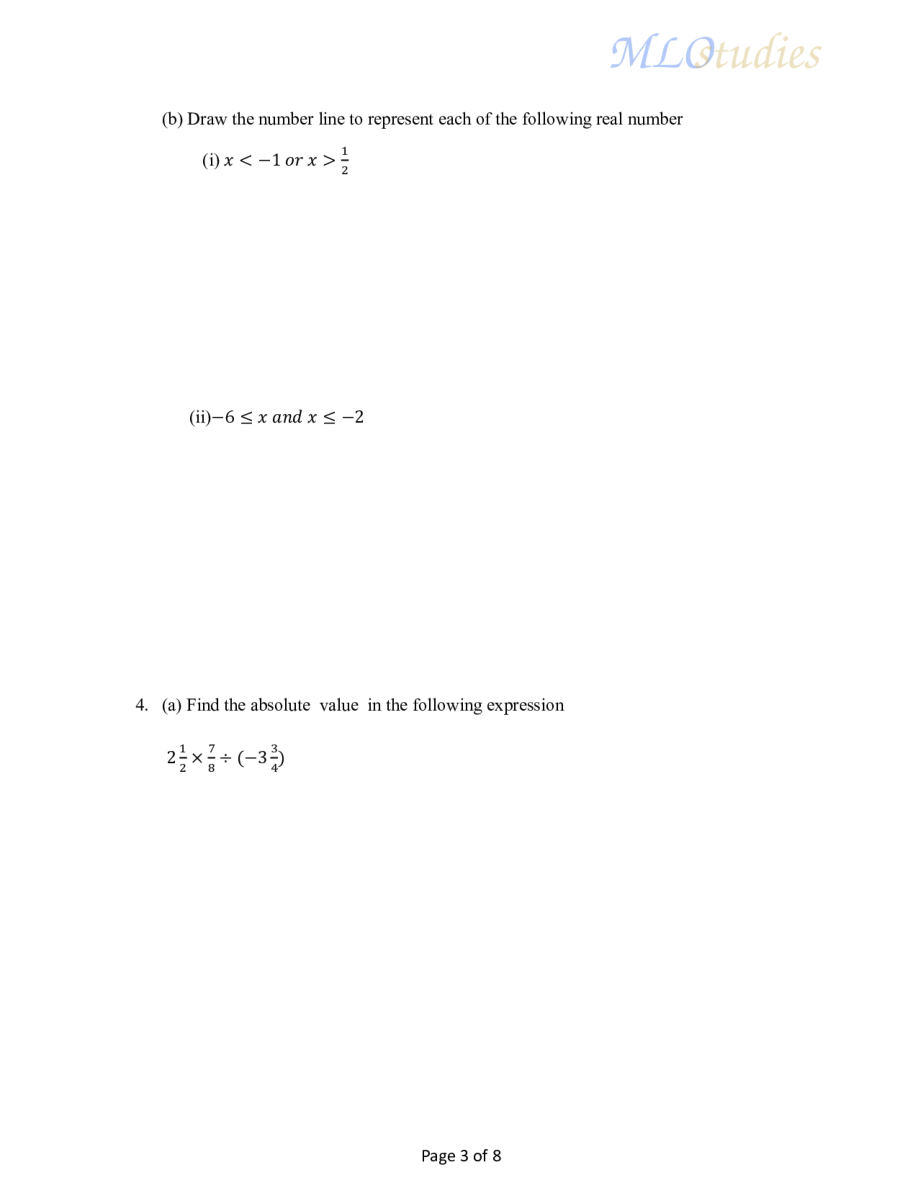 MLOstudies
(b) Draw the number line to represent each of the following real number
(i) x < −1 or x > 1/2
(ii)−6 ≤ x and x ≤ −2
4. (a) Find the absolute value in the following expression
2 1/2 × 7/8 ÷ (−3 3/4)
Page 3 of 8